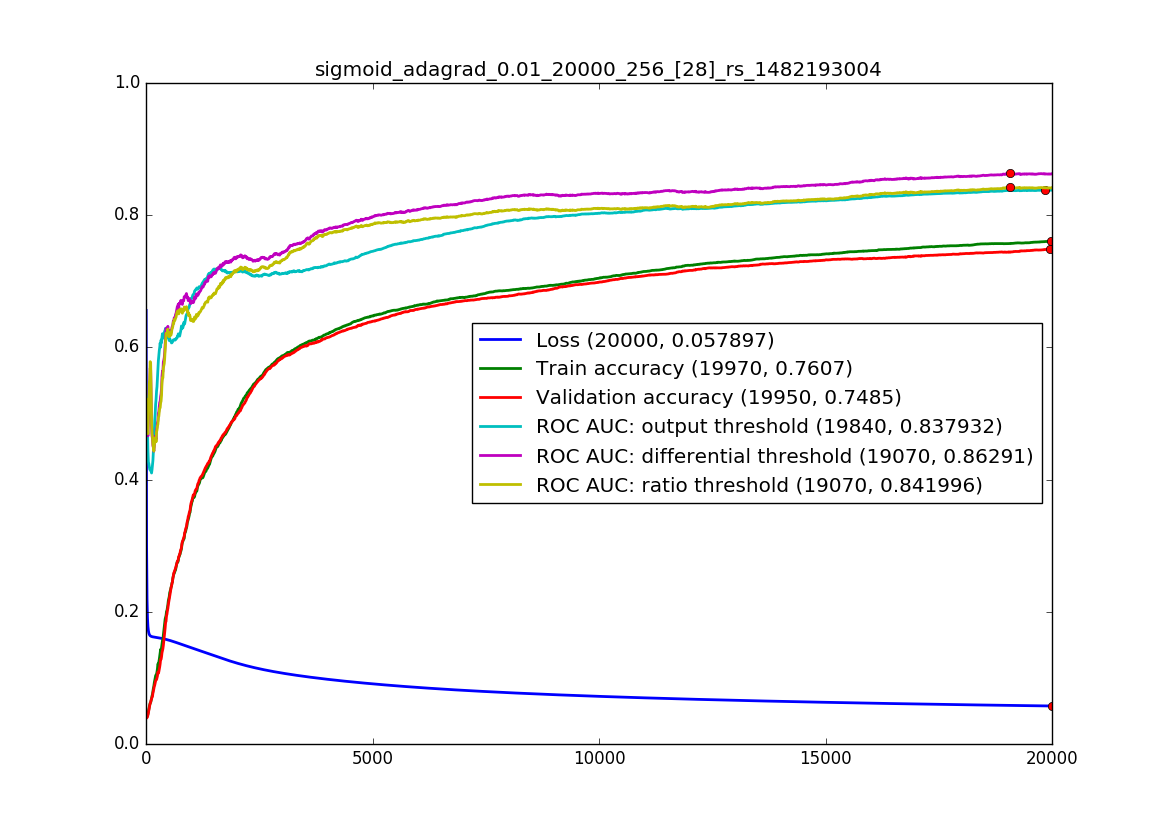 sigmoid_adagrad_0.01_20000_256_[28]_rs_1482193004
1.0
0.8
0.6
0.4
0.2
0.0
Loss (20000, 0.057897)
Train accuracy (19970, 0.7607)
Validation accuracy (19950, 0.7485)
ROC AUC: output threshold (19840, 0.837932)
ROC AUC: differential threshold (19070, 0.86291)
ROC AUC: ratio threshold (19070, 0.841996)
0 5000 10000 15000 20000